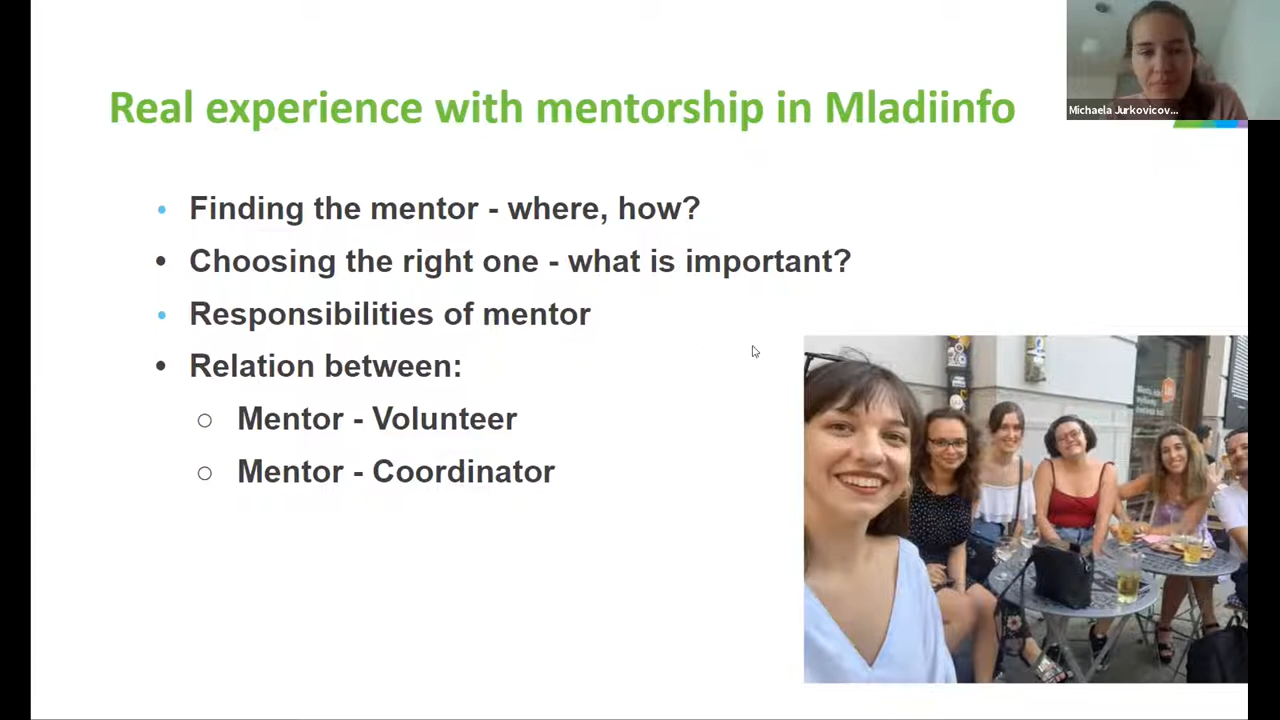 Real experience with mentorship in Mladiinfo
Michaela Jurkovicov...
• Finding the mentor - where, how?
• Choosing the right one - what is important?
• Responsibilities of mentor
• Relation between:
○ Mentor - Volunteer
○ Mentor - Coordinator